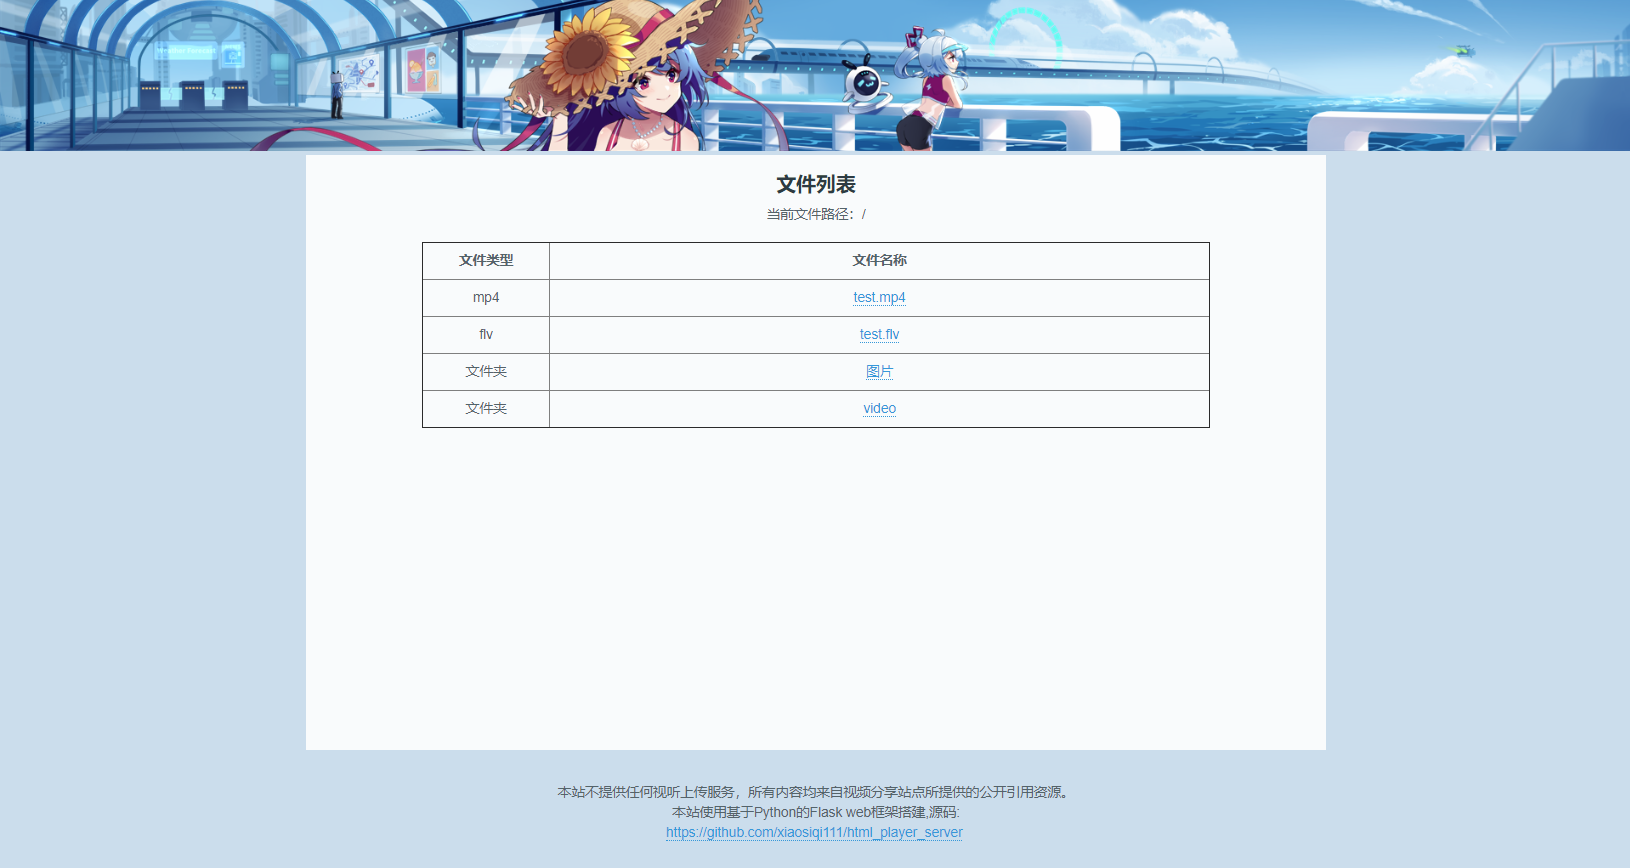 Weather Forecast
文件列表
当前文件路径：/
文件类型 文件名称
mp4 test.mp4
flv test.flv
文件夹 图片
文件夹 video
本站不提供任何视听上传服务，所有内容均来自视频分享站点所提供的公开引用资源。
本站使用基于Python的Flask web框架搭建,源码:
https://github.com/xiaosiqi111/html_player_server